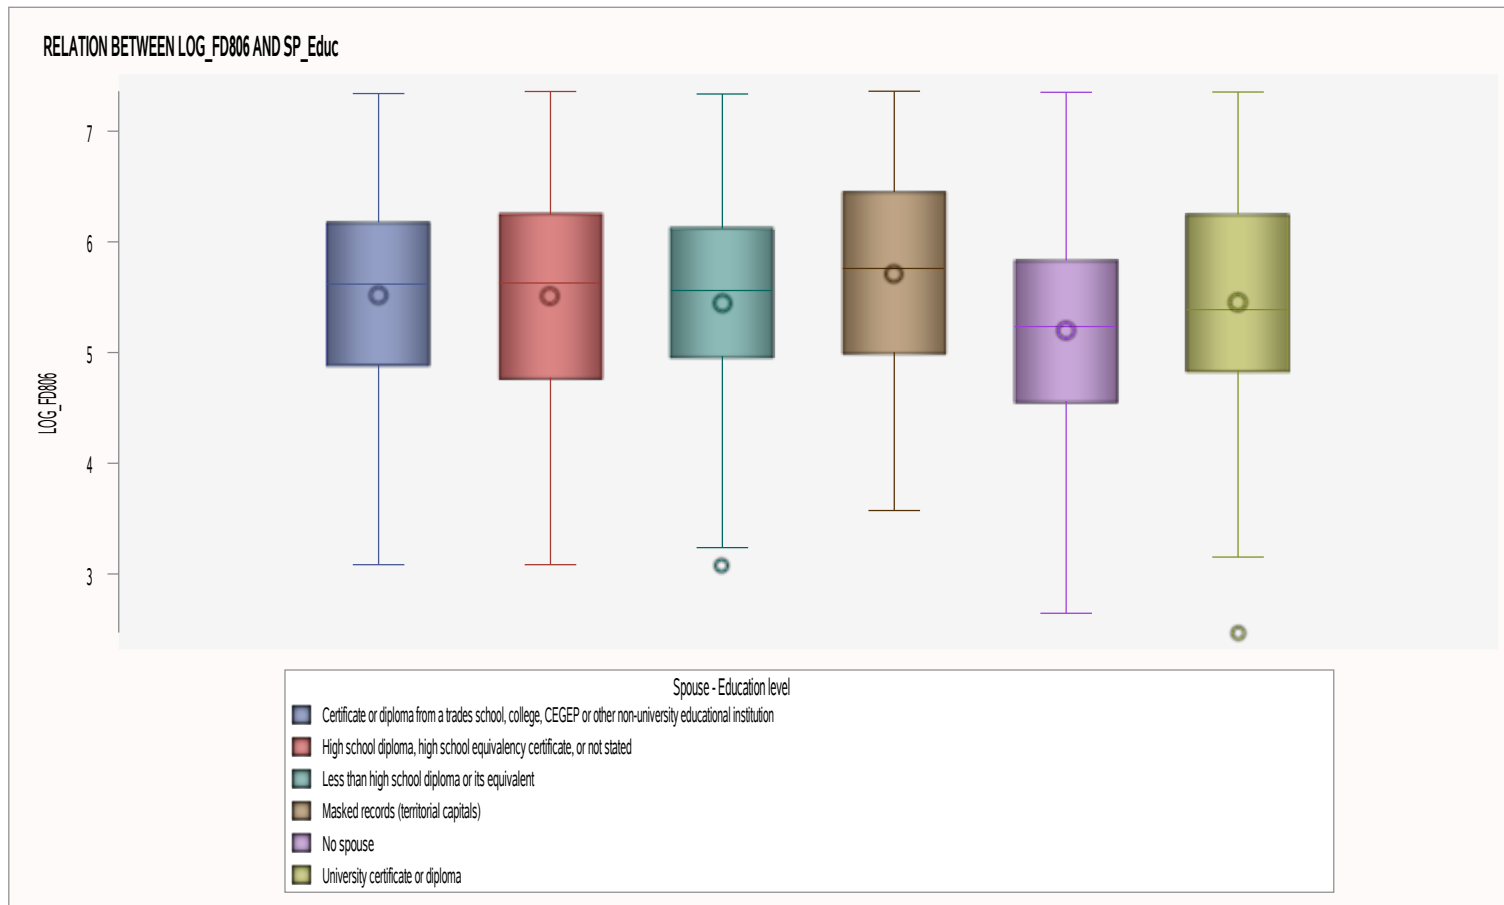 RELATION BETWEEN LOG_FD806 AND SP_Educ
7
6
5
4
3
LOG_FD806
Spouse - Education level
Certificate or diploma from a trades school, college, CEGEP or other non-university educational institution
High school diploma, high school equivalency certificate, or not stated
Less than high school diploma or its equivalent
Masked records (territorial capitals)
No spouse
University certificate or diploma